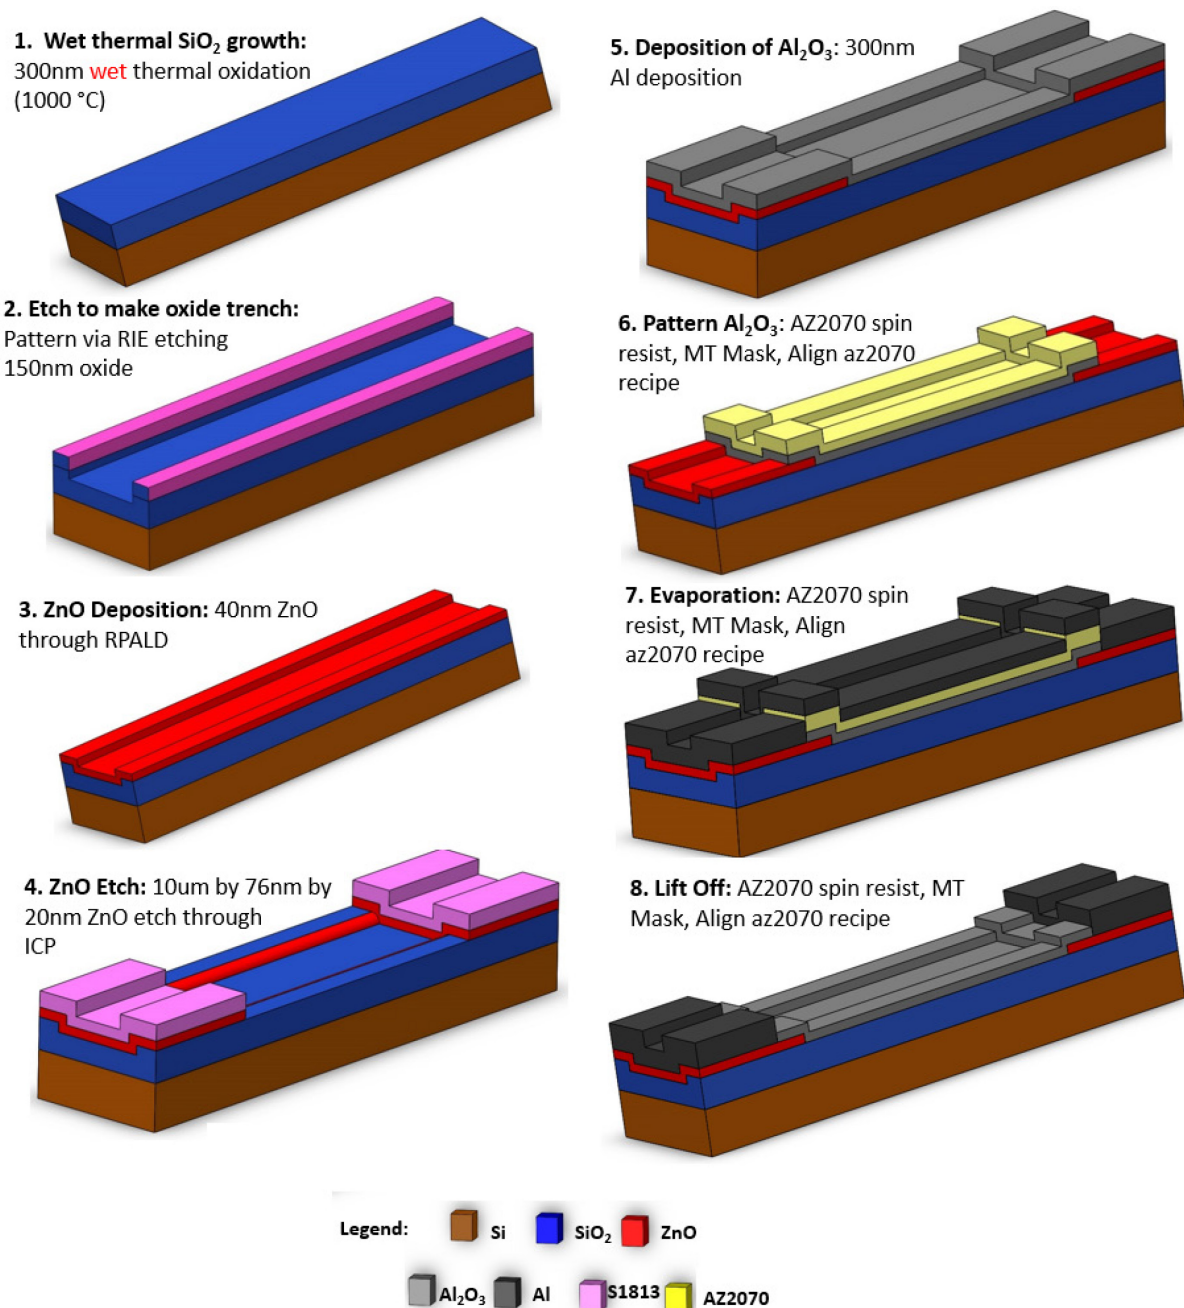 1. Wet thermal SiO₂ growth:
300nm wet thermal oxidation
(1000 °C)
2. Etch to make oxide trench:
Pattern via RIE etching
150nm oxide
3. ZnO Deposition: 40nm ZnO
through RPALD
4. ZnO Etch: 10um by 76nm by
20nm ZnO etch through
ICP
5. Deposition of Al₂O₃: 300nm
Al deposition
6. Pattern Al₂O₃: AZ2070 spin
resist, MT Mask, Align az2070
recipe
7. Evaporation: AZ2070 spin
resist, MT Mask, Align
az2070 recipe
8. Lift Off: AZ2070 spin resist, MT
Mask, Align az2070 recipe
Legend: Si SiO₂ ZnO
Al₂O₃ Al S1813 AZ2070